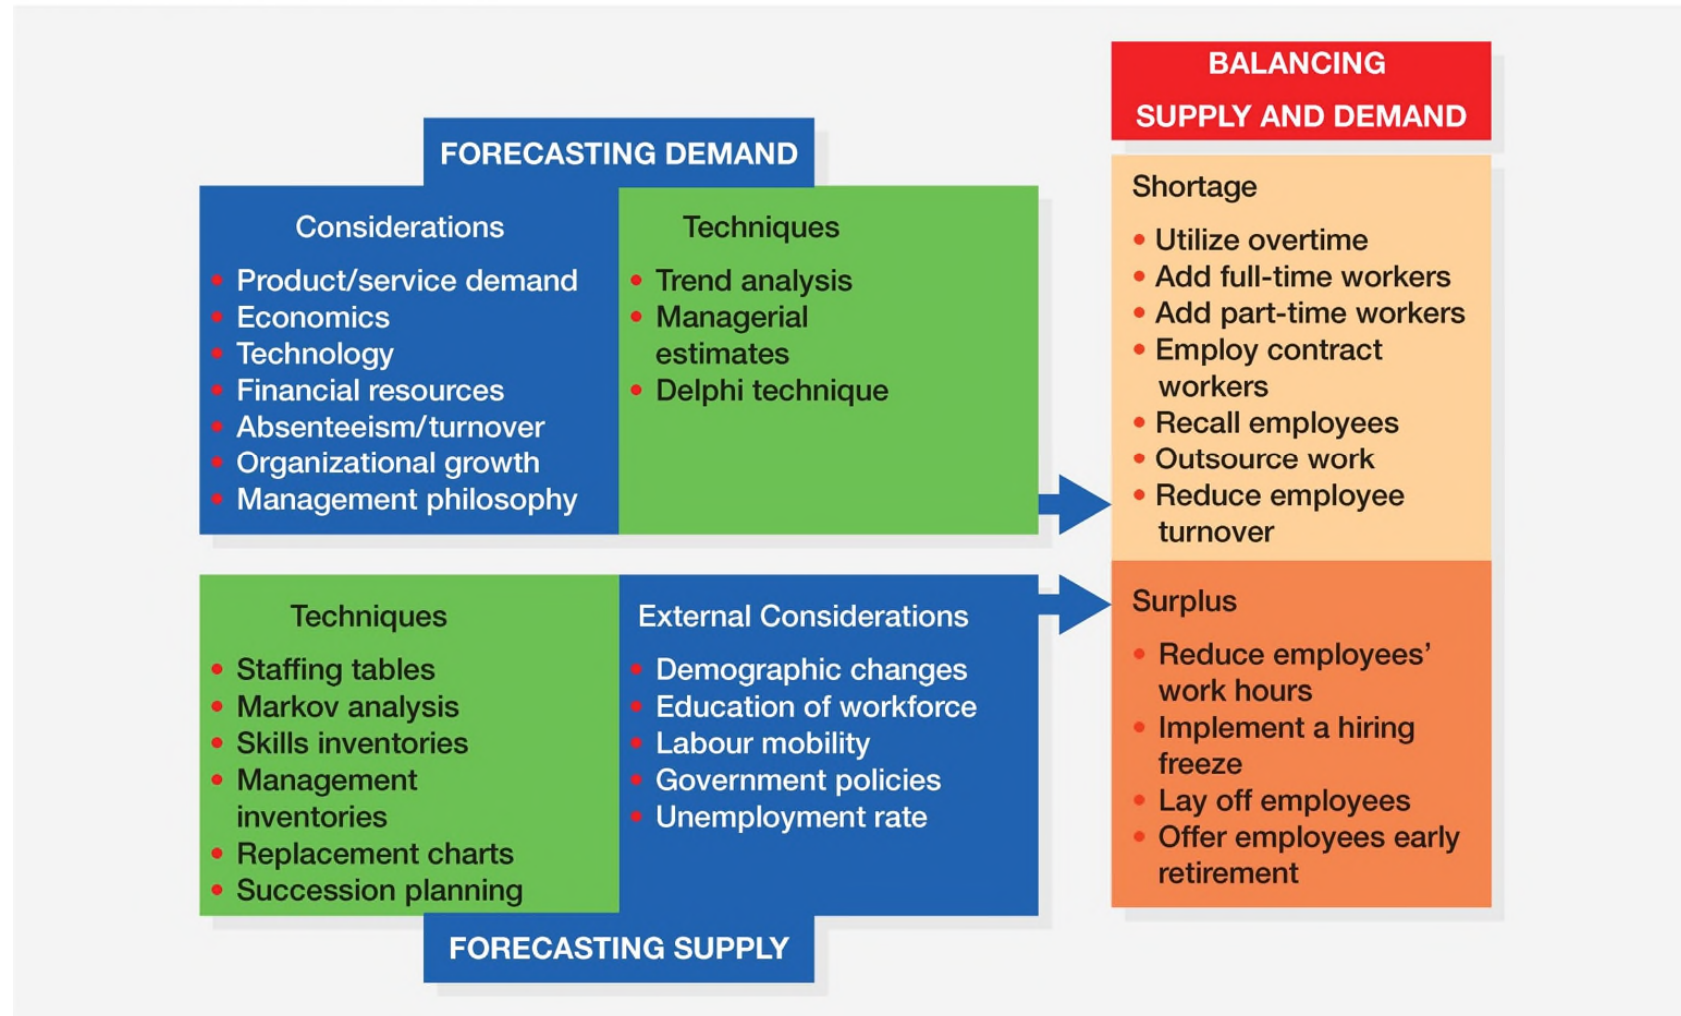 FORECASTING DEMAND
Considerations
• Product/service demand
• Economics
• Technology
• Financial resources
• Absenteeism/turnover
• Organizational growth
• Management philosophy
Techniques
• Trend analysis
• Managerial
estimates
• Delphi technique
Techniques
• Staffing tables
• Markov analysis
• Skills inventories
• Management
inventories
• Replacement charts
• Succession planning
External Considerations
• Demographic changes
• Education of workforce
• Labour mobility
• Government policies
• Unemployment rate
FORECASTING SUPPLY
BALANCING
SUPPLY AND DEMAND
Shortage
• Utilize overtime
• Add full-time workers
• Add part-time workers
• Employ contract
workers
• Recall employees
• Outsource work
• Reduce employee
turnover
Surplus
• Reduce employees’
work hours
• Implement a hiring
freeze
• Lay off employees
• Offer employees early
retirement